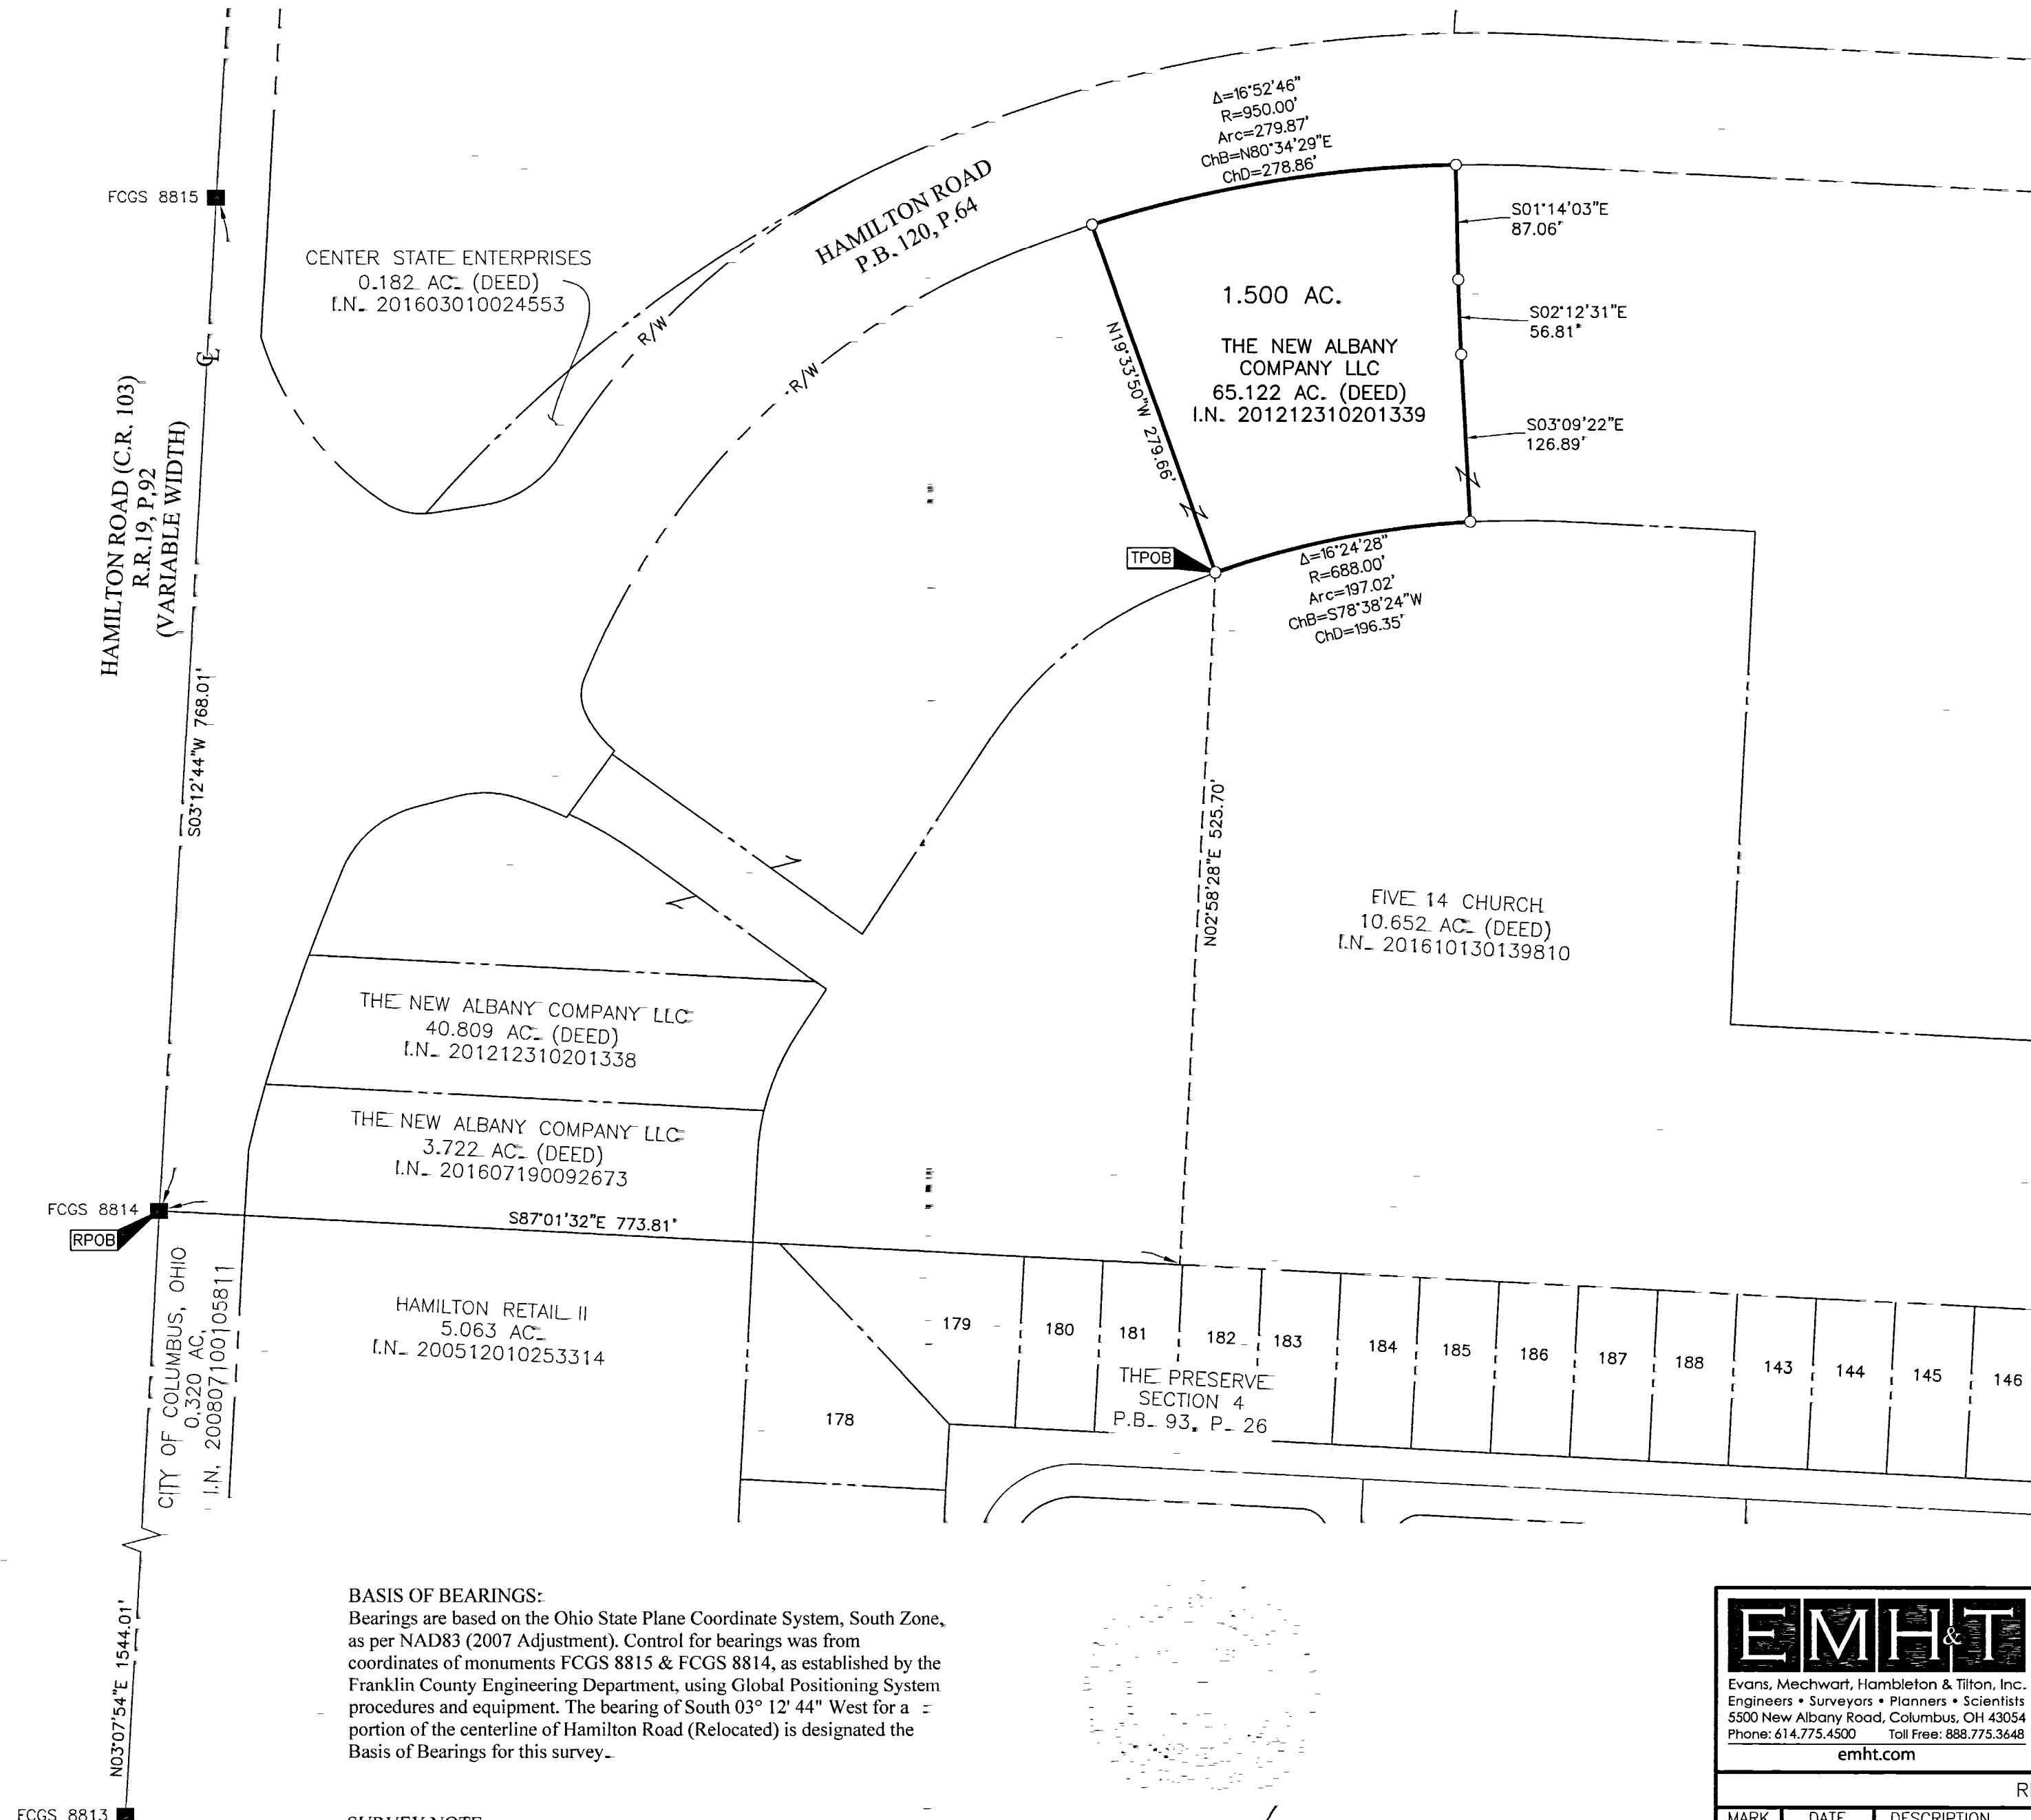 Δ=16°52'46"
R=950.00'
Arc=279.87'
ChB=N80°34'29"E
ChD=278.86'
HAMILTON ROAD
P.B. 120, P.64
FCGS 8815
CENTER STATE ENTERPRISES
0.182 AC. (DEED)
I.N. 201603010024553
R/W
R/W
S01°14'03"E
87.06'
1.500 AC.
S02°12'31"E
56.81'
THE NEW ALBANY
COMPANY LLC
65.122 AC. (DEED)
I.N. 201212310201339
N19°33'50"W 279.66'
S03°09'22"E
126.89'
CL
HAMILTON ROAD (C.R. 103)
R.R.19, P.92
(VARIABLE WIDTH)
TPOB
Δ=16°24'28"
R=688.00'
Arc=197.02'
ChB=S78°38'24"W
ChD=196.35'
S03°12'44"W 768.01'
N02°58'28"E 525.70'
FIVE 14 CHURCH
10.652 AC. (DEED)
I.N. 201610130139810
THE NEW ALBANY COMPANY LLC
40.809 AC. (DEED)
I.N. 201212310201338
THE NEW ALBANY COMPANY LLC
3.722 AC. (DEED)
I.N. 201607190092673
FCGS 8814
RPOB
S87°01'32"E 773.81'
CITY OF COLUMBUS, OHIO
0.320 AC.
I.N. 200807100105811
HAMILTON RETAIL II
5.063 AC.
I.N. 200512010253314
178
179
180
181
182
183
184
185
186
187
188
143
144
145
146
THE PRESERVE
SECTION 4
P.B. 93, P. 26
N03°07'54"E 1544.01'
FCGS 8813
BASIS OF BEARINGS:
Bearings are based on the Ohio State Plane Coordinate System, South Zone,
as per NAD83 (2007 Adjustment). Control for bearings was from
coordinates of monuments FCGS 8815 & FCGS 8814, as established by the
Franklin County Engineering Department, using Global Positioning System
procedures and equipment. The bearing of South 03° 12' 44" West for a
portion of the centerline of Hamilton Road (Relocated) is designated the
Basis of Bearings for this survey.
SURVEY NOTE
EMH&T
Evans, Mechwart, Hambleton & Tilton, Inc.
Engineers • Surveyors • Planners • Scientists
5500 New Albany Road, Columbus, OH 43054
Phone: 614.775.4500 Toll Free: 888.775.3648
emht.com
MARK DATE DESCRIPTION